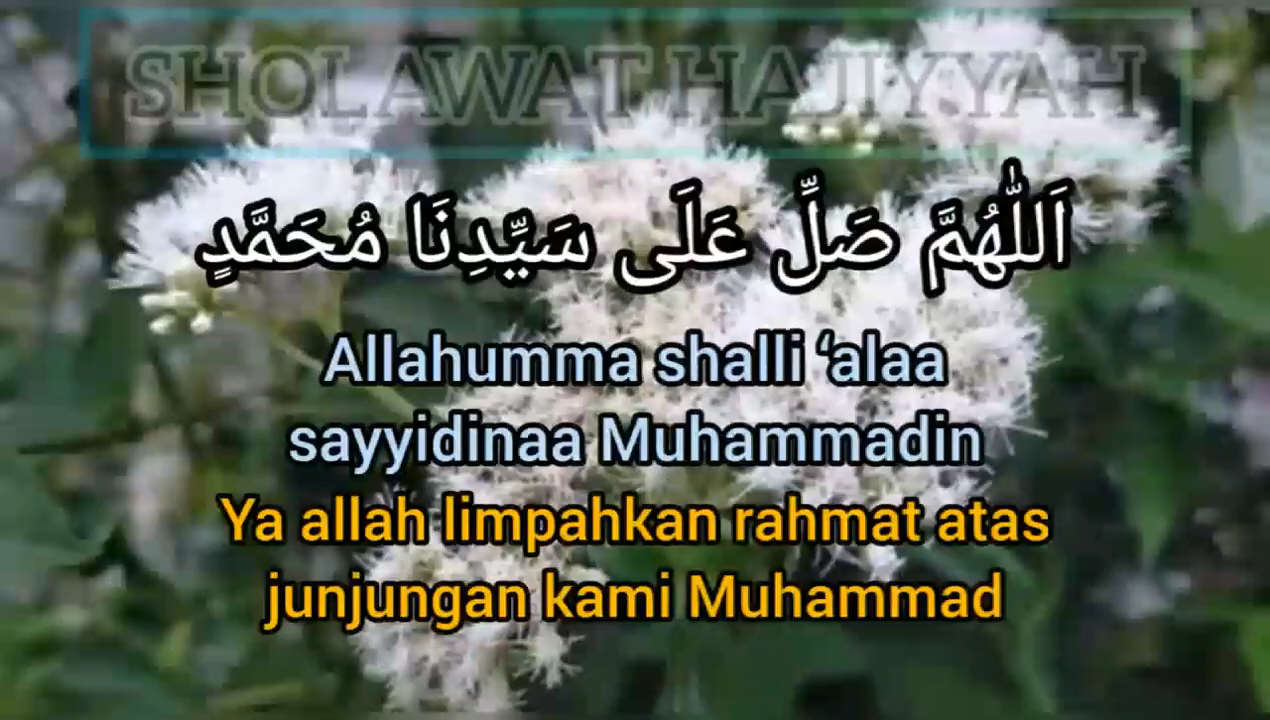 SHOLAWAT HAJIYYAH
اَللّٰهُمَّ صَلِّ عَلَى سَيِّدِنَا مُحَمَّدٍ
Allahumma shalli ‘alaa
sayyidinaa Muhammadin
Ya allah limpahkan rahmat atas
junjungan kami Muhammad